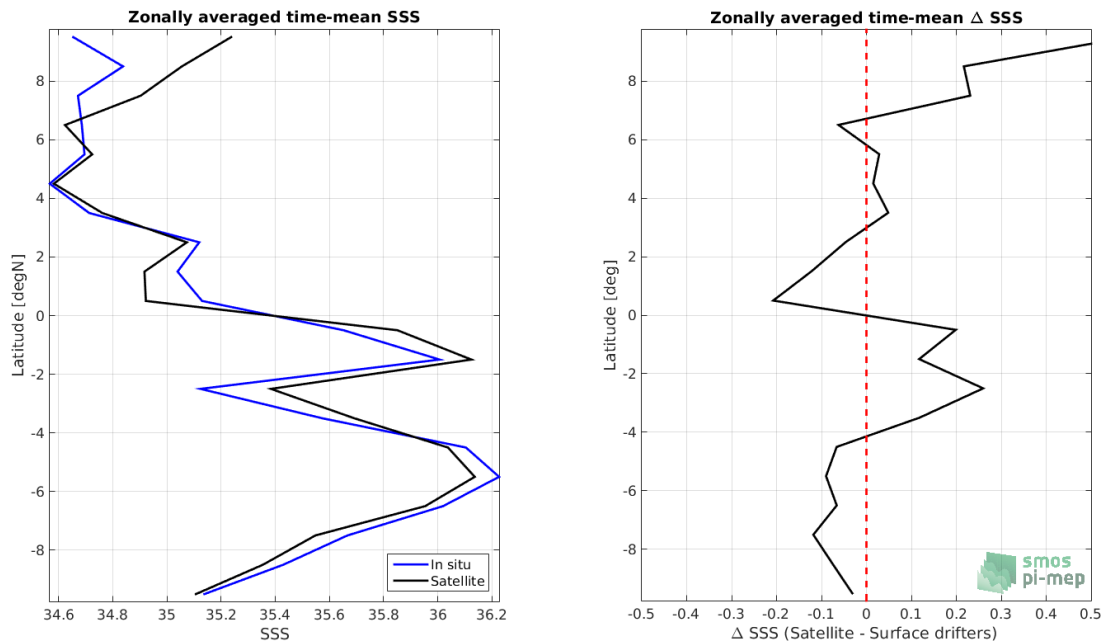 Zonally averaged time-mean SSS
Latitude [degN]
8
6
4
2
0
-2
-4
-6
-8
34.6 34.8 35 35.2 35.4 35.6 35.8 36 36.2
SSS
In situ
Satellite
Zonally averaged time-mean Δ SSS
Latitude [deg]
8
6
4
2
0
-2
-4
-6
-8
-0.5 -0.4 -0.3 -0.2 -0.1 0 0.1 0.2 0.3 0.4 0.5
Δ SSS (Satellite - Surface drifters)
smos
pi-mep